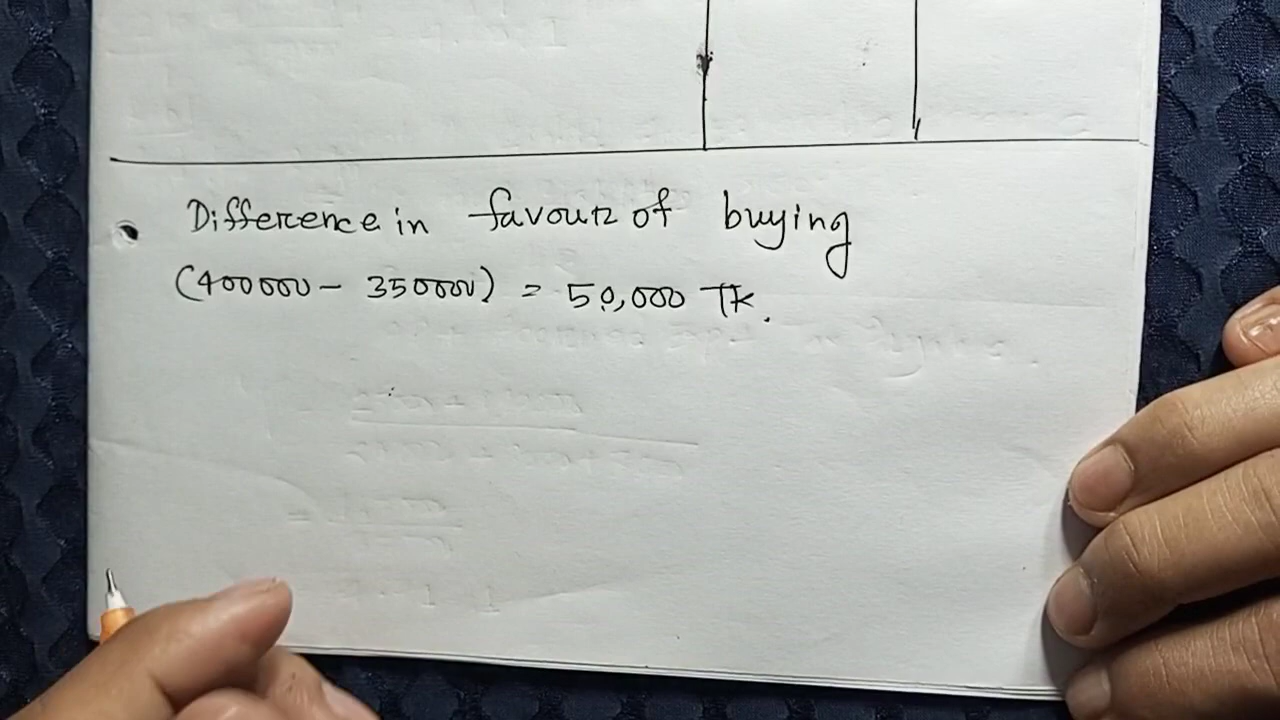 Difference in favour of buying
(400000 - 350000) = 50,000 TK.